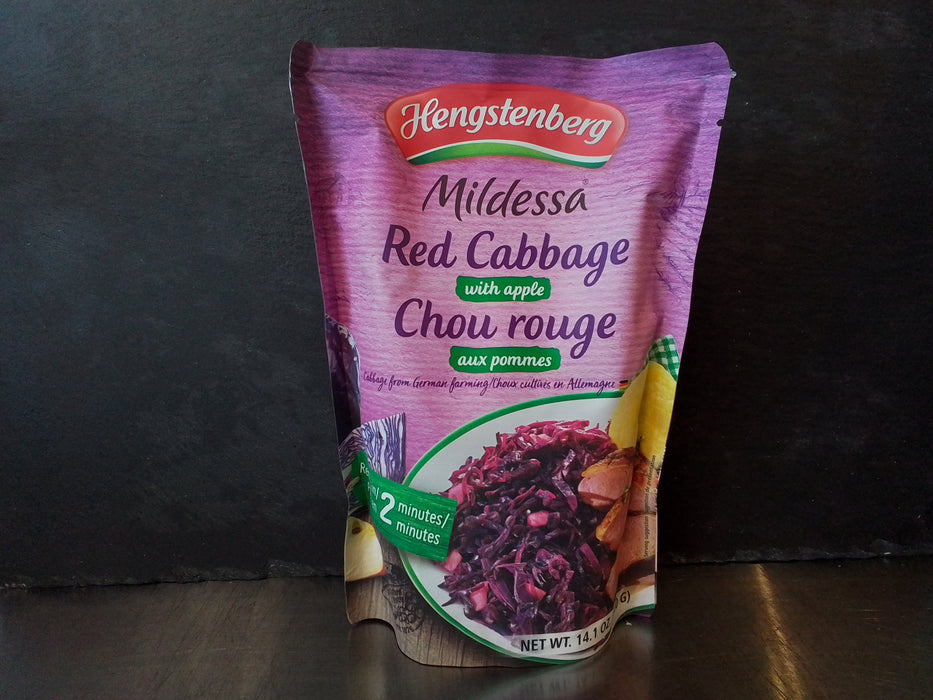 Hengstenberg
Mildessa
Red Cabbage
with apple
Chou rouge
aux pommes
Cabbage from German farming/Choux cultivés en Allemagne
2 minutes/
minutes
NET WT. 14.1 OZ
G)